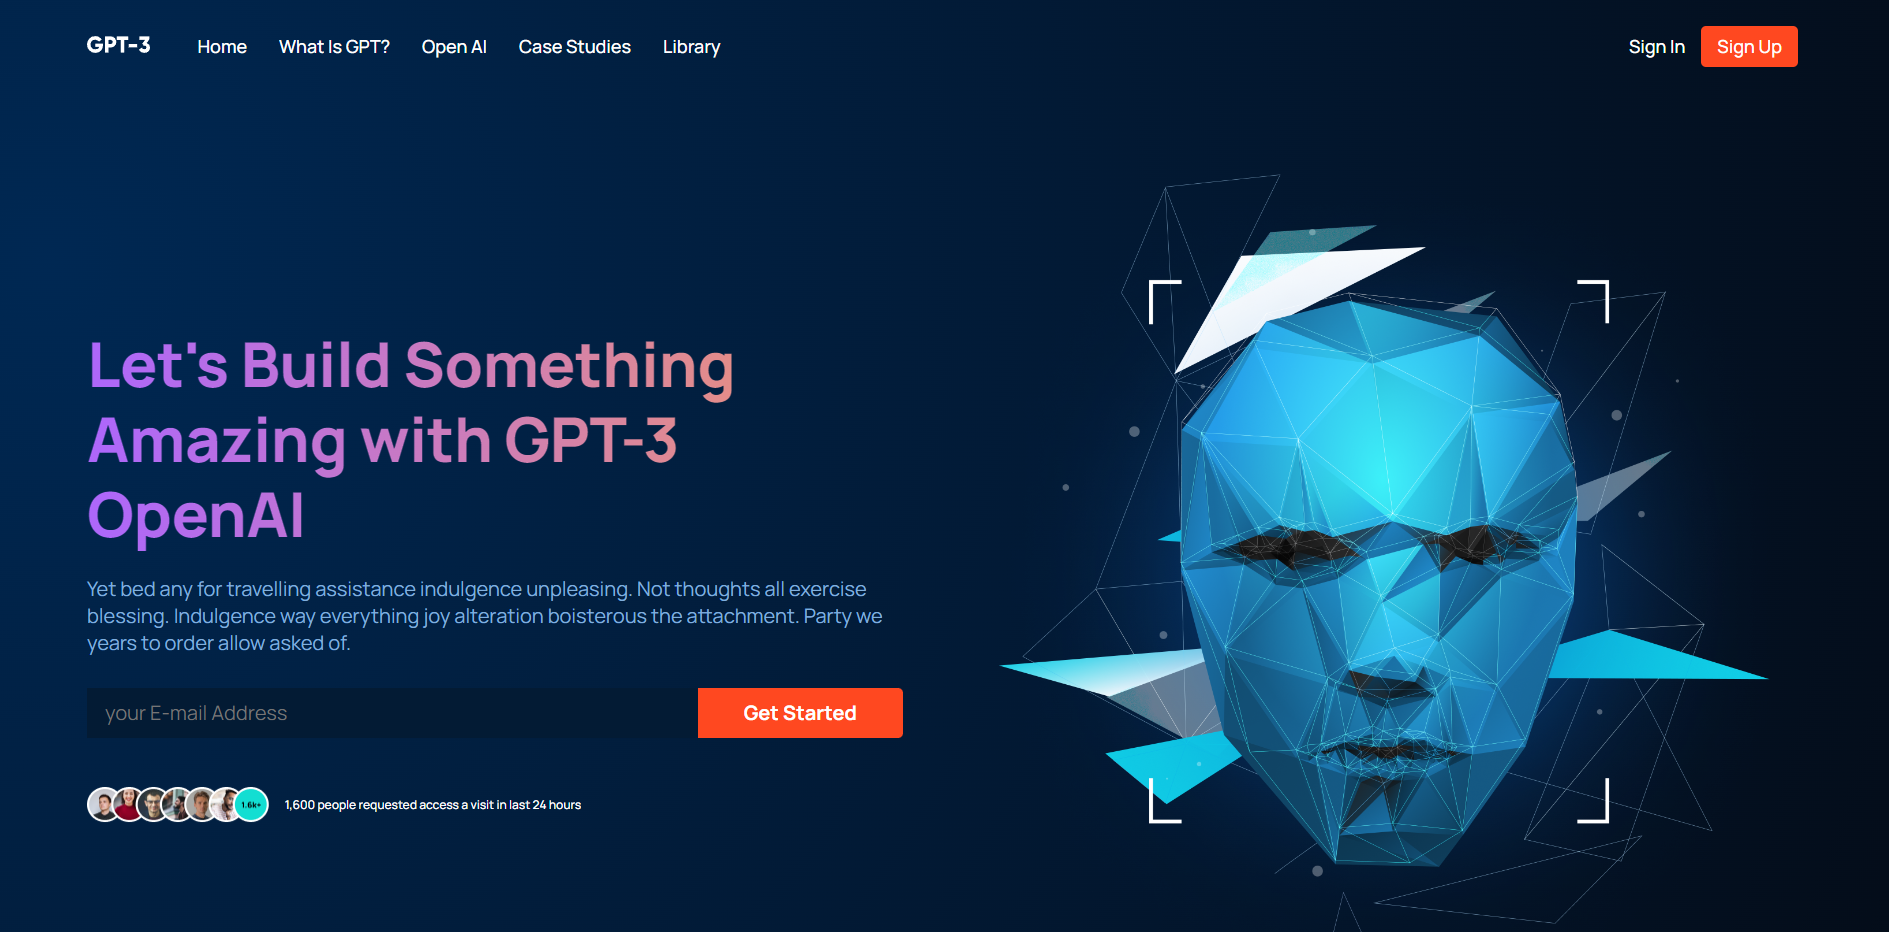 GPT-3
Home
What Is GPT?
Open AI
Case Studies
Library
Sign In
Sign Up
Let's Build Something
Amazing with GPT-3
OpenAI
Yet bed any for travelling assistance indulgence unpleasing. Not thoughts all exercise
blessing. Indulgence way everything joy alteration boisterous the attachment. Party we
years to order allow asked of.
your E-mail Address
Get Started
1.6k+
1,600 people requested access a visit in last 24 hours